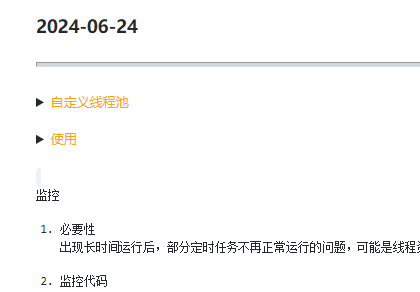 2024-06-24
▶ 自定义线程池
▶ 使用
监控
1. 必要性
出现长时间运行后，部分定时任务不再正常运行的问题，可能是线程
2. 监控代码